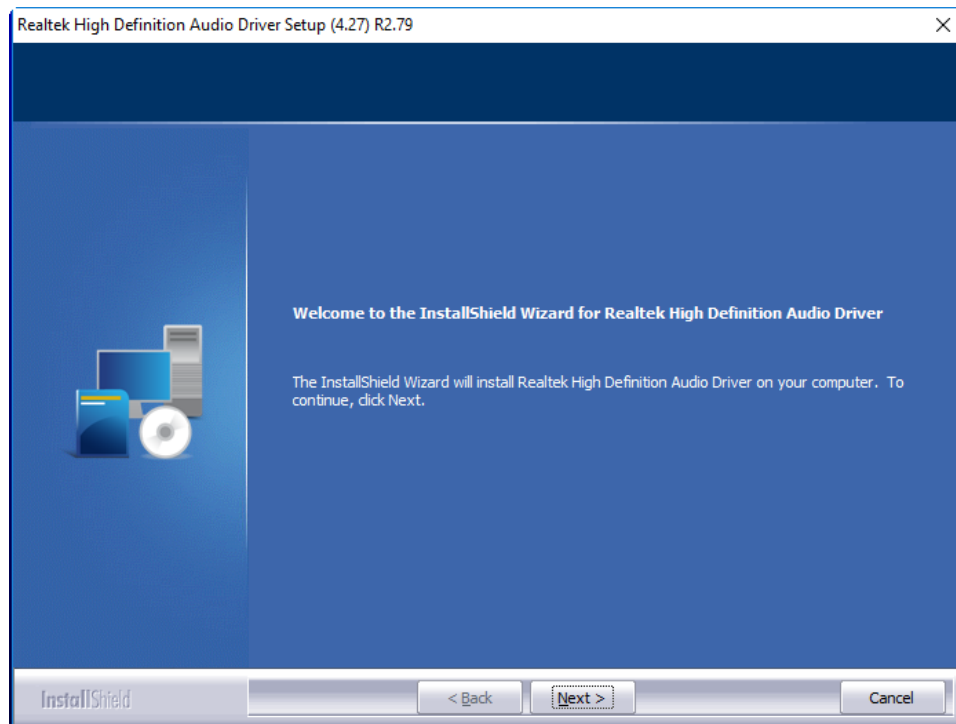 Realtek High Definition Audio Driver Setup (4.27) R2.79
Welcome to the InstallShield Wizard for Realtek High Definition Audio Driver
The InstallShield Wizard will install Realtek High Definition Audio Driver on your computer. To
continue, click Next.
InstallShield
< Back
Next >
Cancel